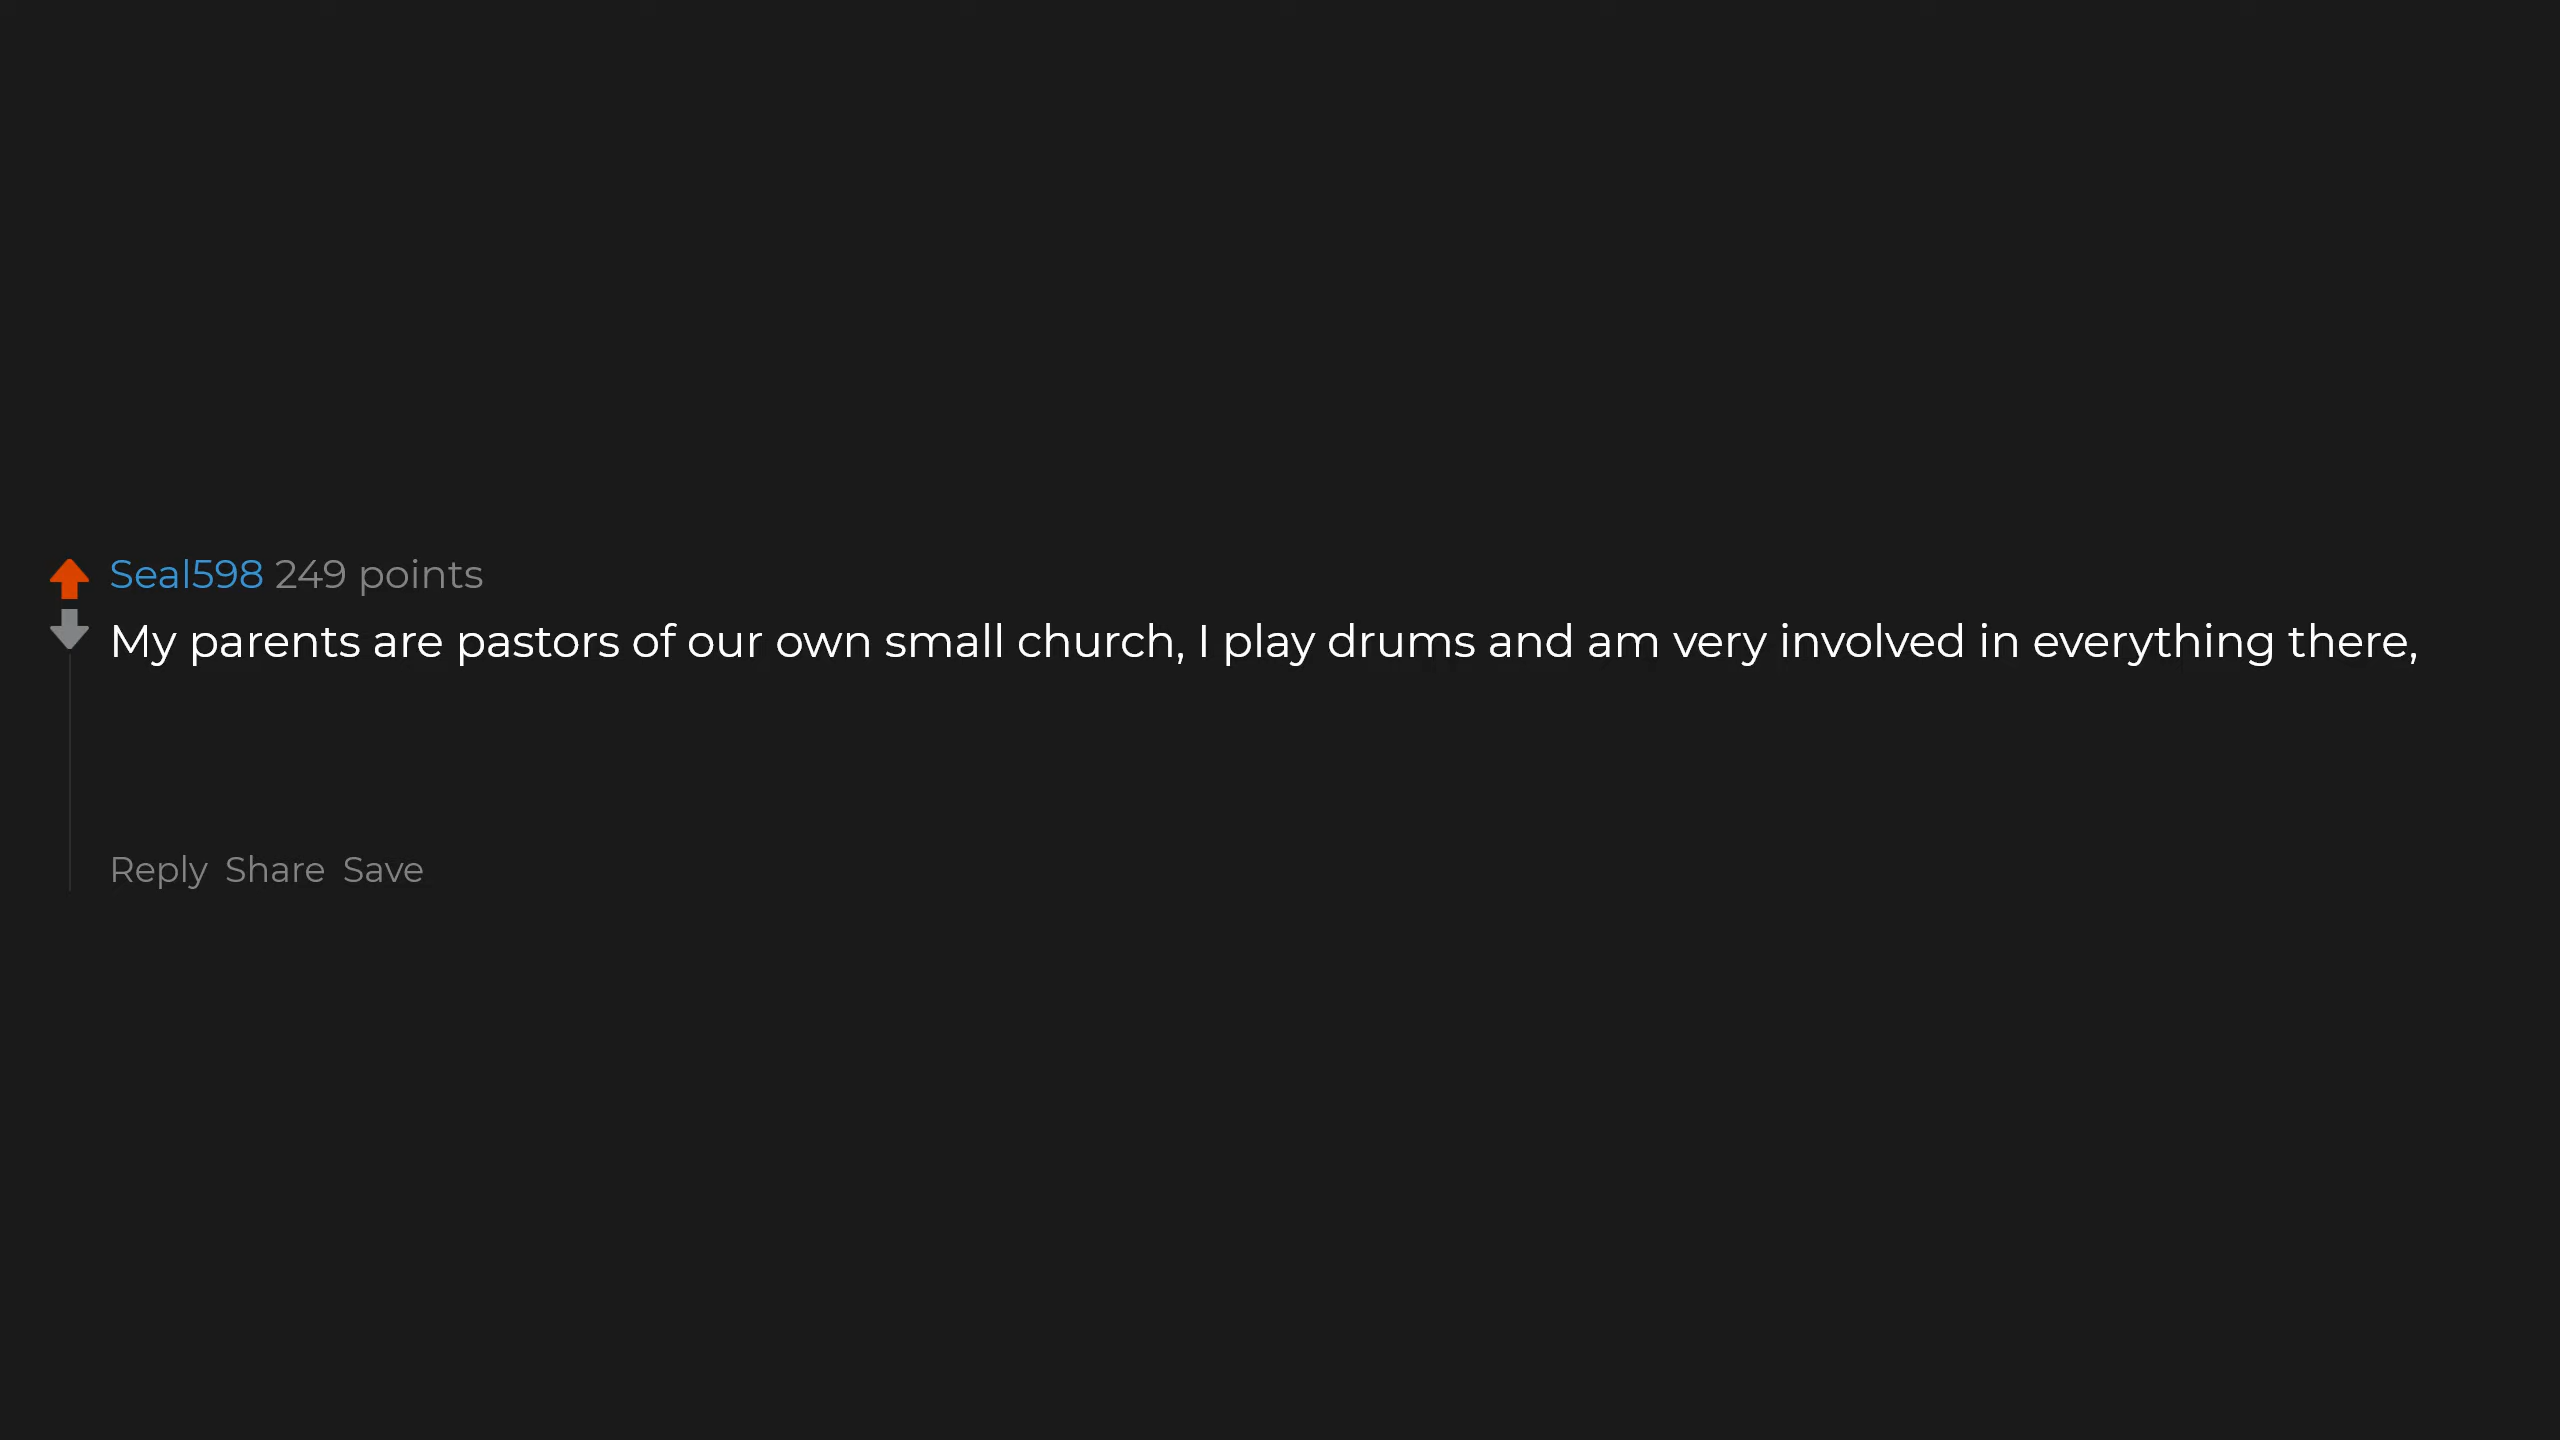 Seal598 249 points
My parents are pastors of our own small church, I play drums and am very involved in everything there,
Reply Share Save